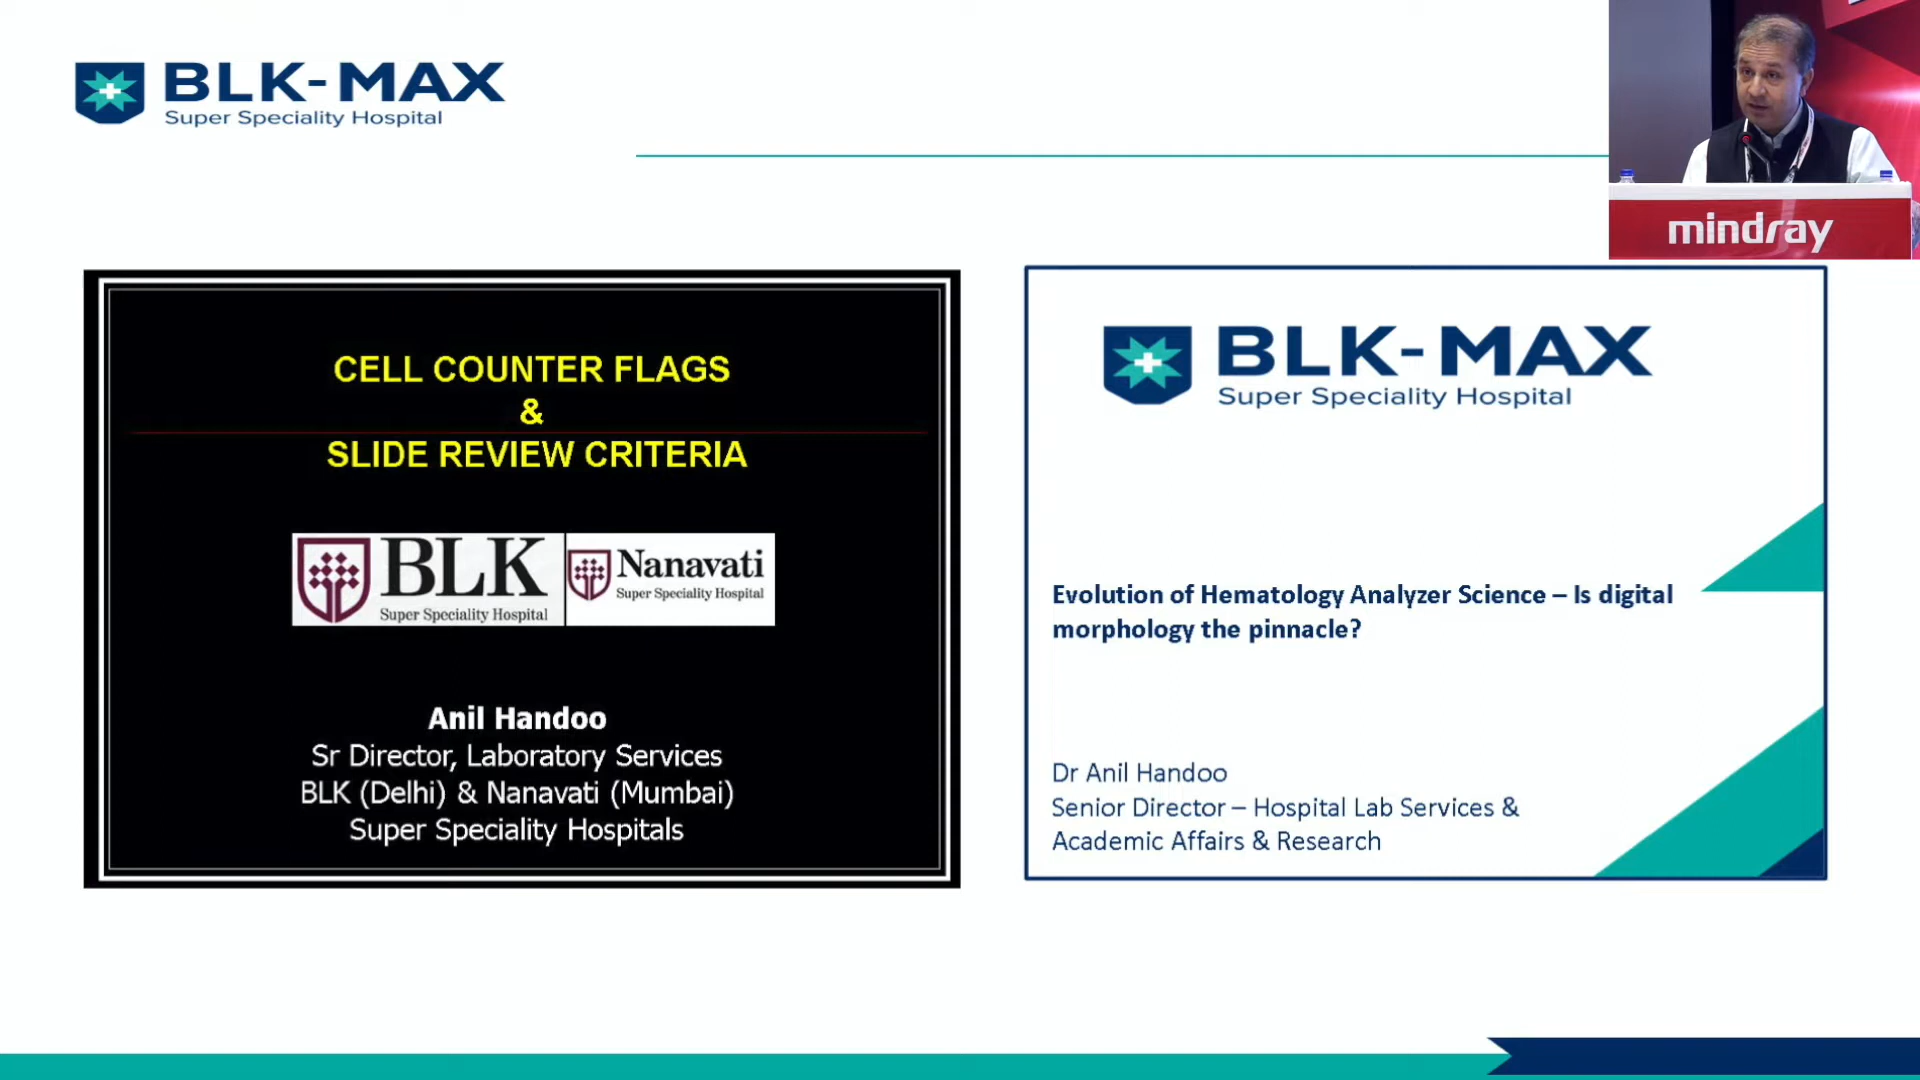 BLK-MAX
Super Speciality Hospital
mindray
CELL COUNTER FLAGS
&
SLIDE REVIEW CRITERIA
BLK
Super Speciality Hospital
Nanavati
Super Speciality Hospital
Anil Handoo
Sr Director, Laboratory Services
BLK (Delhi) & Nanavati (Mumbai)
Super Speciality Hospitals
BLK-MAX
Super Speciality Hospital
Evolution of Hematology Analyzer Science – Is digital
morphology the pinnacle?
Dr Anil Handoo
Senior Director – Hospital Lab Services &
Academic Affairs & Research